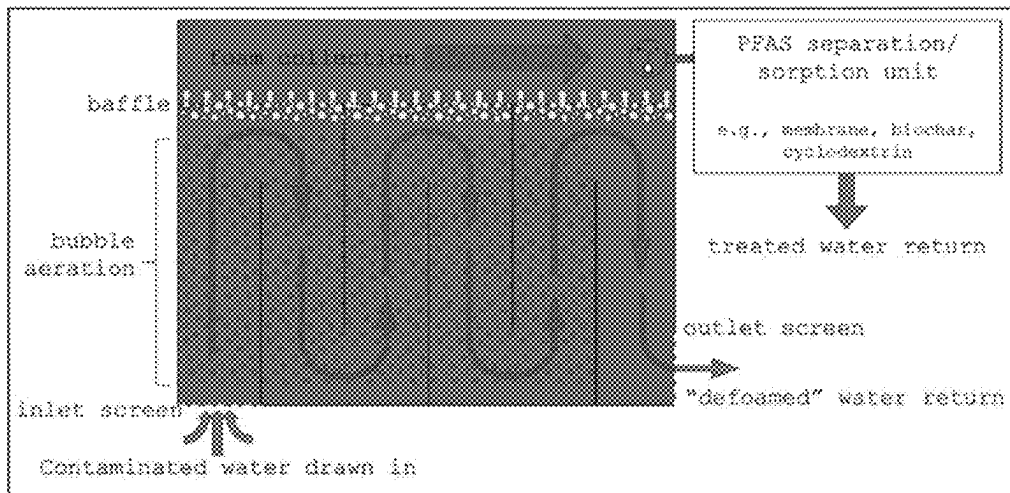 foam collection
PFAS separation/
sorption unit
baffle
e.g., membrane, biochar,
cyclodextrin
bubble
aeration
treated water return
outlet screen
inlet screen
"defoamed" water return
Contaminated water drawn in